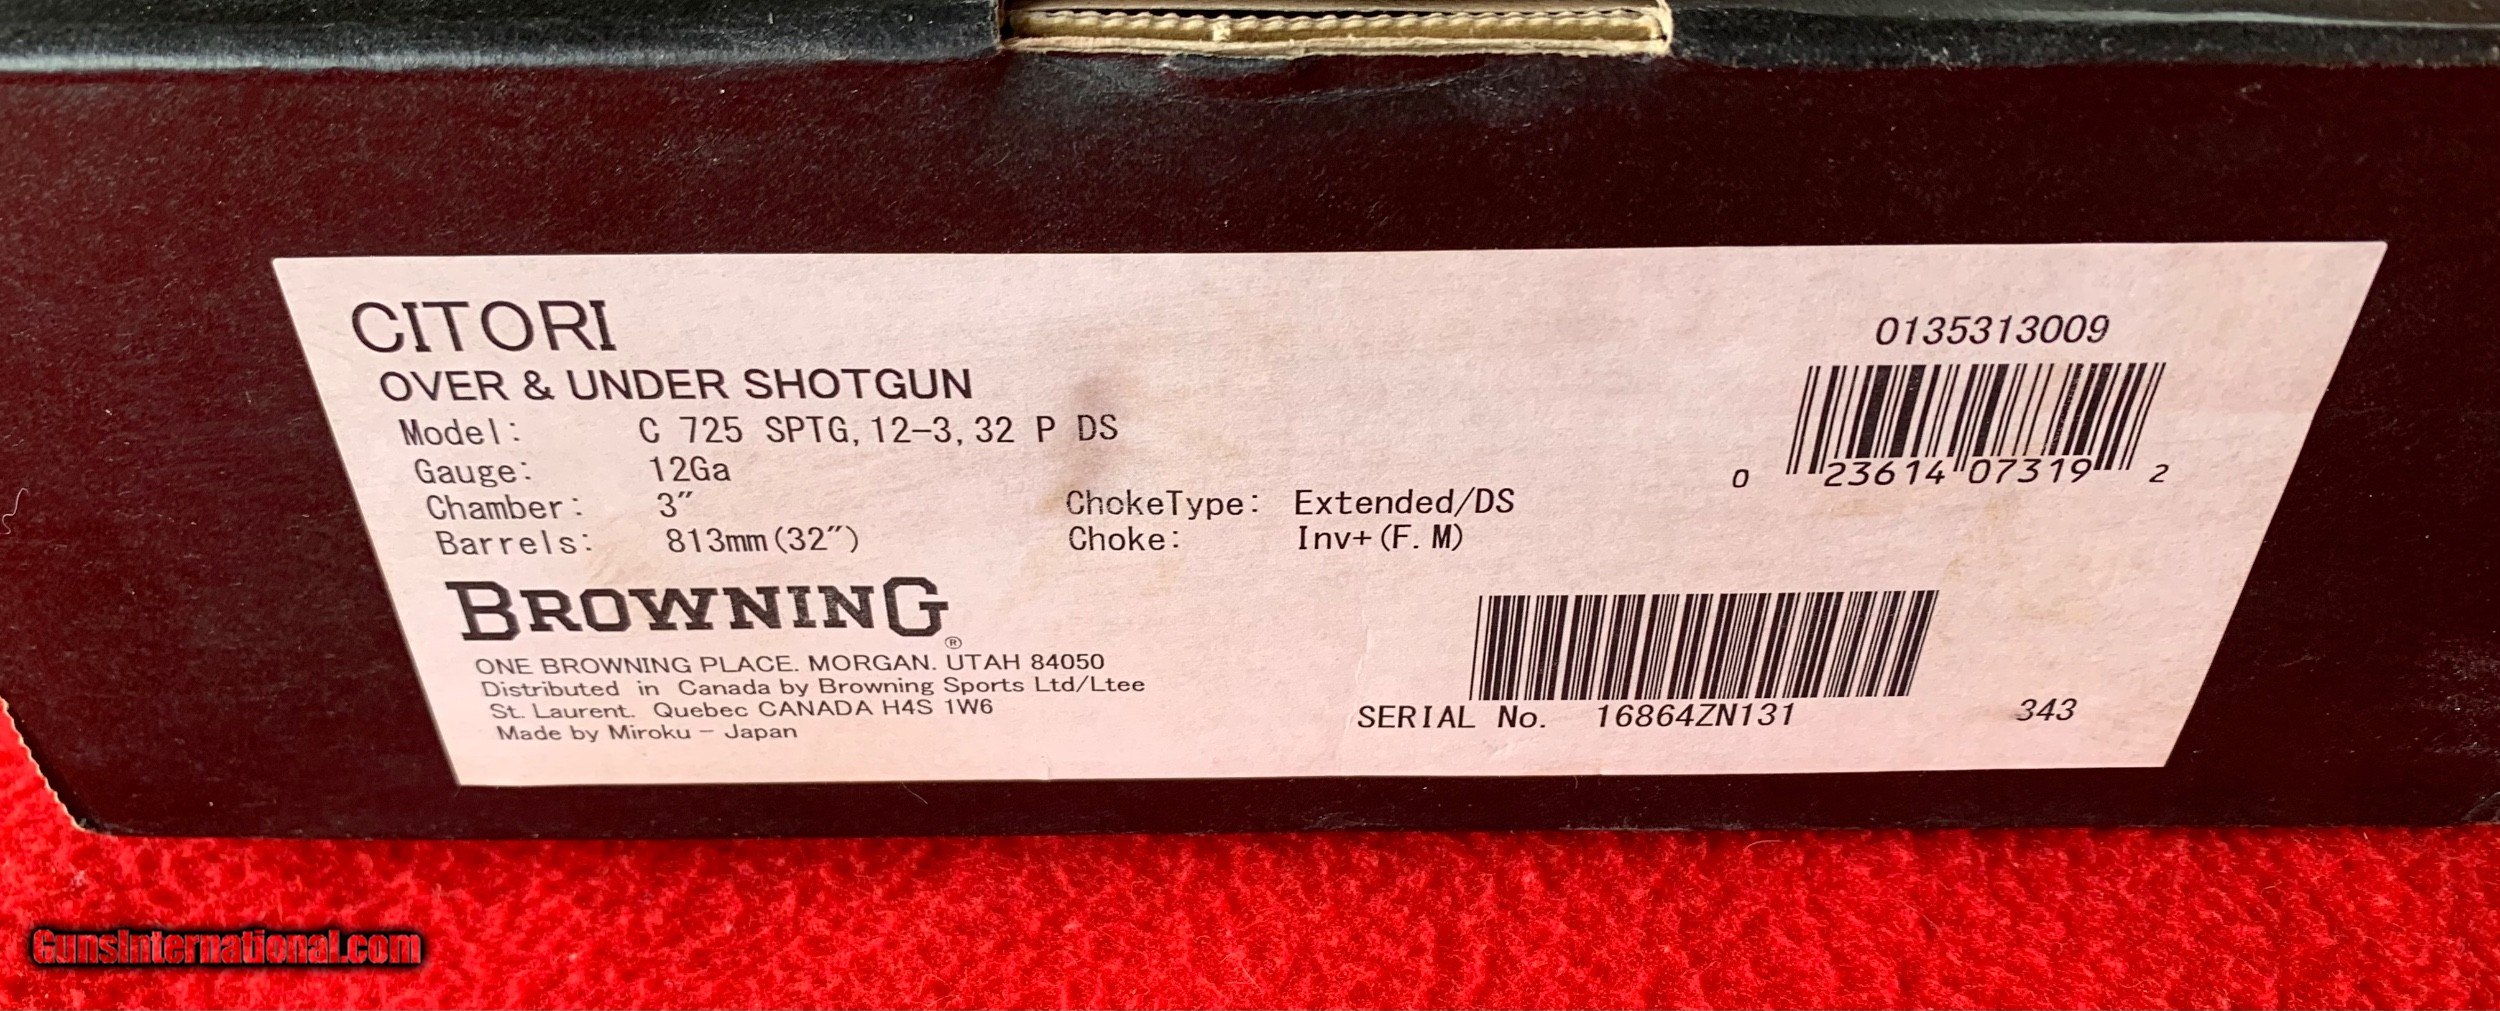 CITORI
OVER & UNDER SHOTGUN
Model: C 725 SPTG,12-3,32 P DS
Gauge: 12Ga
Chamber: 3"
Barrels: 813mm(32")
ChokeType: Extended/DS
Choke: Inv+(F.M)
0135313009
0 23614 07319 2
BROWNING®
ONE BROWNING PLACE. MORGAN. UTAH 84050
Distributed in Canada by Browning Sports Ltd/Ltee
St. Laurent. Quebec CANADA H4S 1W6
Made by Miroku - Japan
SERIAL No. 16864ZN131
343
GunsInternational.com